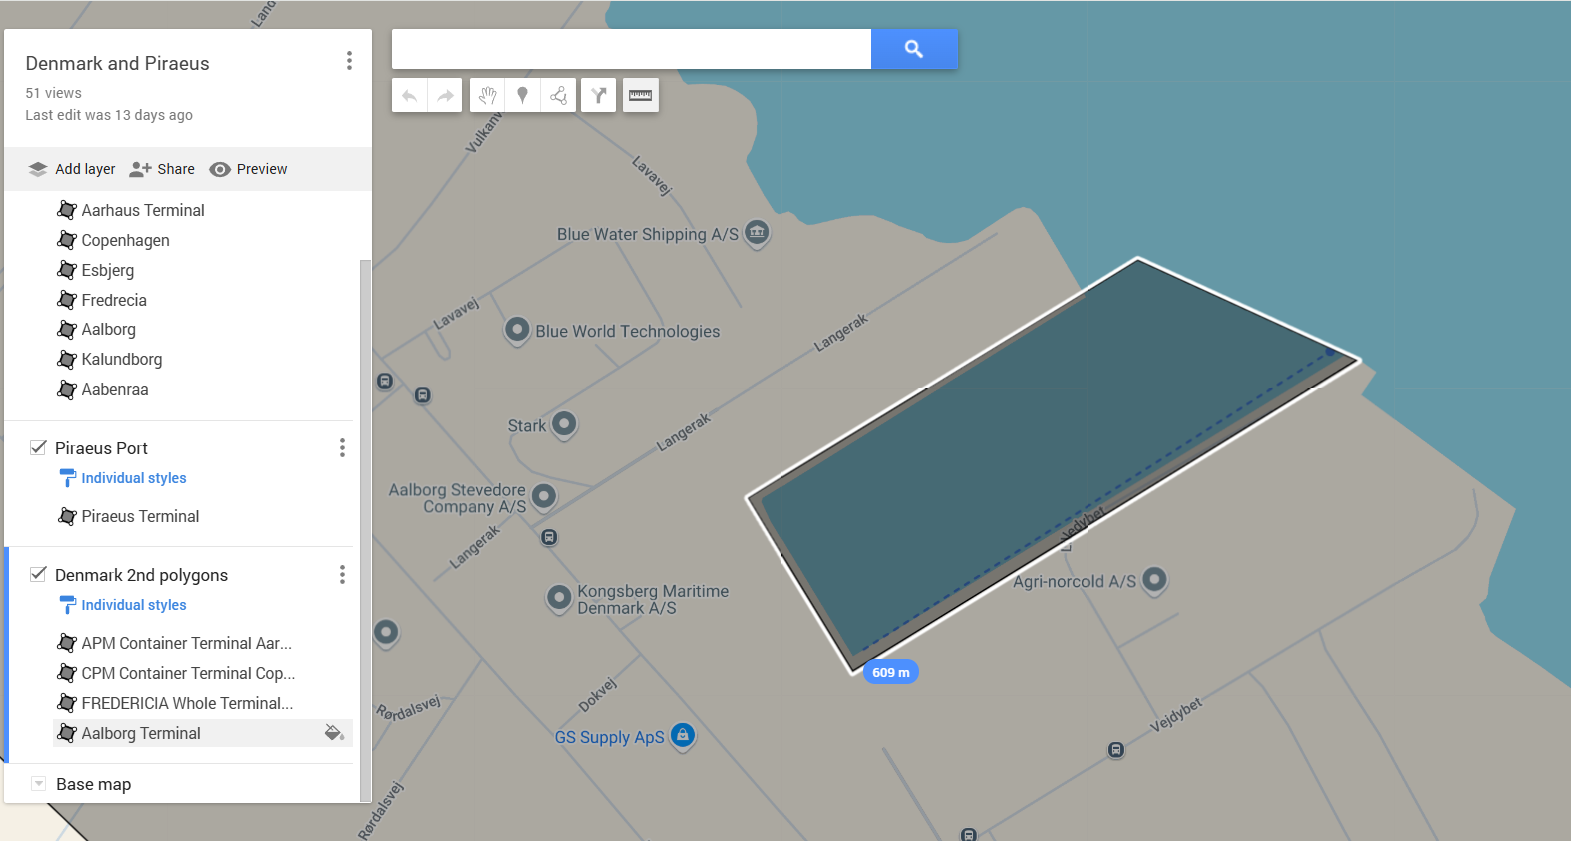 Denmark and Piraeus
51 views
Last edit was 13 days ago
Add layer
Share
Preview
Aarhaus Terminal
Copenhagen
Esbjerg
Fredrecia
Aalborg
Kalundborg
Aabenraa
Piraeus Port
Individual styles
Piraeus Terminal
Denmark 2nd polygons
Individual styles
APM Container Terminal Aar...
CPM Container Terminal Cop...
FREDERICIA Whole Terminal...
Aalborg Terminal
Base map
Lavavej
Blue Water Shipping A/S
Lavavej
Blue World Technologies
Langerak
Stark
Langerak
Aalborg Stevedore
Company A/S
Langerak
Kongsberg Maritime
Denmark A/S
Agri-norcold A/S
609 m
Dokvej
Rørdalsvej
GS Supply ApS
Vejdybet
Rørdalsvej